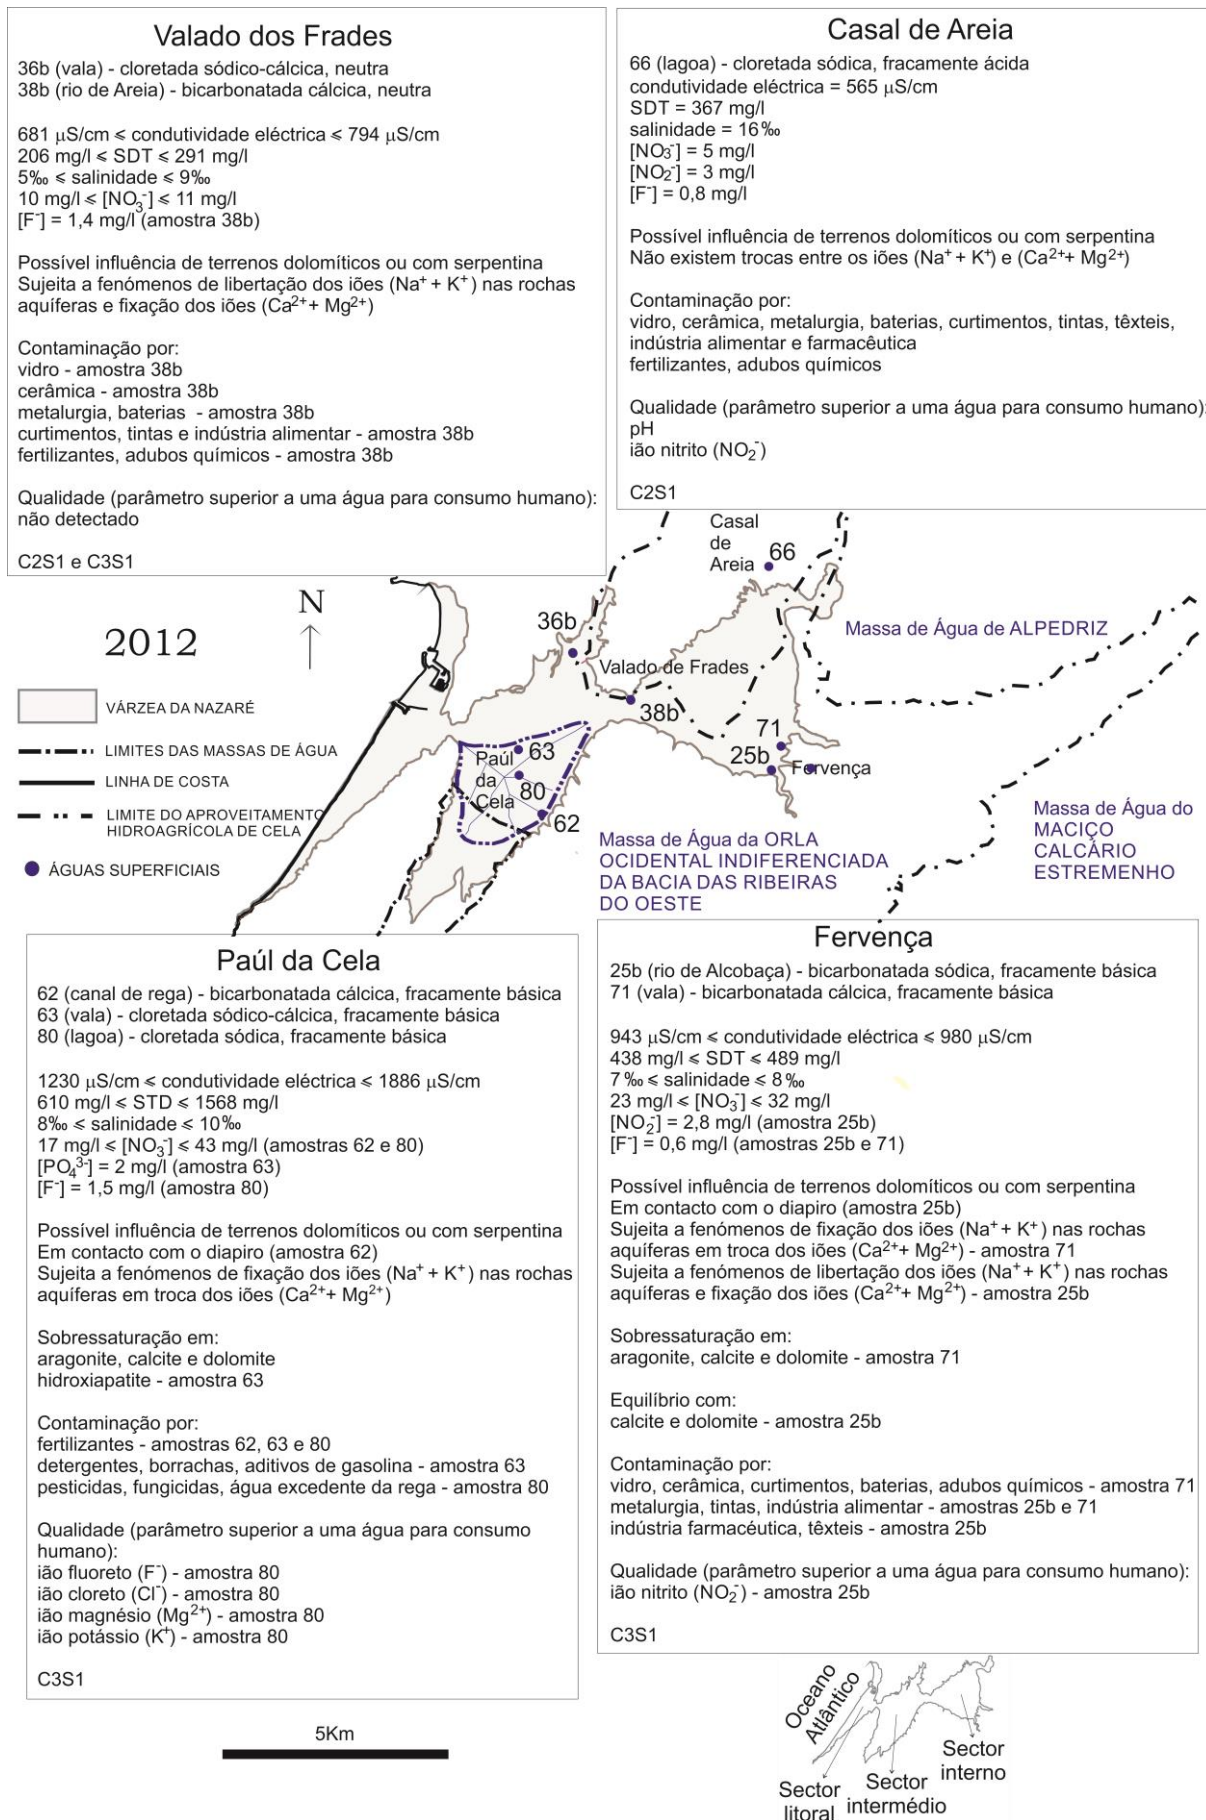 Valado dos Frades
36b (vala) - cloretada sódico-cálcica, neutra
38b (rio de Areia) - bicarbonatada cálcica, neutra
681 µS/cm ⩽ condutividade eléctrica ⩽ 794 µS/cm
206 mg/l ⩽ SDT ⩽ 291 mg/l
5‰ ⩽ salinidade ⩽ 9‰
10 mg/l ⩽ [NO₃⁻] ⩽ 11 mg/l
[F⁻] = 1,4 mg/l (amostra 38b)
Possível influência de terrenos dolomíticos ou com serpentina
Sujeita a fenómenos de libertação dos iões (Na⁺ + K⁺) nas rochas
aquíferas e fixação dos iões (Ca²⁺+ Mg²⁺)
Contaminação por:
vidro - amostra 38b
cerâmica - amostra 38b
metalurgia, baterias - amostra 38b
curtimentos, tintas e indústria alimentar - amostra 38b
fertilizantes, adubos químicos - amostra 38b
Qualidade (parâmetro superior a uma água para consumo humano):
não detectado
C2S1 e C3S1
Casal de Areia
66 (lagoa) - cloretada sódica, fracamente ácida
condutividade eléctrica = 565 µS/cm
SDT = 367 mg/l
salinidade = 16‰
[NO₃⁻] = 5 mg/l
[NO₂⁻] = 3 mg/l
[F⁻] = 0,8 mg/l
Possível influência de terrenos dolomíticos ou com serpentina
Não existem trocas entre os iões (Na⁺ + K⁺) e (Ca²⁺+ Mg²⁺)
Contaminação por:
vidro, cerâmica, metalurgia, baterias, curtimentos, tintas, têxteis,
indústria alimentar e farmacêutica
fertilizantes, adubos químicos
Qualidade (parâmetro superior a uma água para consumo humano):
pH
ião nitrito (NO₂⁻)
C2S1
Casal
de
Areia
66
N
2012
36b
Massa de Água de ALPEDRIZ
Valado de Frades
VÁRZEA DA NAZARÉ
38b
71
LIMITES DAS MASSAS DE ÁGUA
63
25b
Fervença
Paúl
da
Cela
LINHA DE COSTA
80
LIMITE DO APROVEITAMENTO
HIDROAGRÍCOLA DE CELA
62
ÁGUAS SUPERFICIAIS
Massa de Água da ORLA
OCIDENTAL INDIFERENCIADA
DA BACIA DAS RIBEIRAS
DO OESTE
Massa de Água do
MACIÇO
CALCÁRIO
ESTREMENHO
Paúl da Cela
62 (canal de rega) - bicarbonatada cálcica, fracamente básica
63 (vala) - cloretada sódico-cálcica, fracamente básica
80 (lagoa) - cloretada sódica, fracamente básica
1230 µS/cm ⩽ condutividade eléctrica ⩽ 1886 µS/cm
610 mg/l ⩽ STD ⩽ 1568 mg/l
8‰ ⩽ salinidade ⩽ 10‰
17 mg/l ⩽ [NO₃⁻] ⩽ 43 mg/l (amostras 62 e 80)
[PO₄³⁻] = 2 mg/l (amostra 63)
[F⁻] = 1,5 mg/l (amostra 80)
Possível influência de terrenos dolomíticos ou com serpentina
Em contacto com o diapiro (amostra 62)
Sujeita a fenómenos de fixação dos iões (Na⁺ + K⁺) nas rochas
aquíferas em troca dos iões (Ca²⁺+ Mg²⁺)
Sobressaturação em:
aragonite, calcite e dolomite
hidroxiapatite - amostra 63
Contaminação por:
fertilizantes - amostras 62, 63 e 80
detergentes, borrachas, aditivos de gasolina - amostra 63
pesticidas, fungicidas, água excedente da rega - amostra 80
Qualidade (parâmetro superior a uma água para consumo
humano):
ião fluoreto (F⁻) - amostra 80
ião cloreto (Cl⁻) - amostra 80
ião magnésio (Mg²⁺) - amostra 80
ião potássio (K⁺) - amostra 80
C3S1
Fervença
25b (rio de Alcobaça) - bicarbonatada sódica, fracamente básica
71 (vala) - bicarbonatada cálcica, fracamente básica
943 µS/cm ⩽ condutividade eléctrica ⩽ 980 µS/cm
438 mg/l ⩽ SDT ⩽ 489 mg/l
7‰ ⩽ salinidade ⩽ 8‰
23 mg/l ⩽ [NO₃⁻] ⩽ 32 mg/l
[NO₂⁻] = 2,8 mg/l (amostra 25b)
[F⁻] = 0,6 mg/l (amostras 25b e 71)
Possível influência de terrenos dolomíticos ou com serpentina
Em contacto com o diapiro (amostra 25b)
Sujeita a fenómenos de fixação dos iões (Na⁺ + K⁺) nas rochas
aquíferas em troca dos iões (Ca²⁺+ Mg²⁺) - amostra 71
Sujeita a fenómenos de libertação dos iões (Na⁺ + K⁺) nas rochas
aquíferas e fixação dos iões (Ca²⁺+ Mg²⁺) - amostra 25b
Sobressaturação em:
aragonite, calcite e dolomite - amostra 71
Equilíbrio com:
calcite e dolomite - amostra 25b
Contaminação por:
vidro, cerâmica, curtimentos, baterias, adubos químicos - amostra 71
metalurgia, tintas, indústria alimentar - amostras 25b e 71
indústria farmacéutica, têxteis - amostra 25b
Qualidade (parâmetro superior a uma água para consumo humano):
ião nitrito (NO₂⁻) - amostra 25b
C3S1
5Km
Oceano
Atlântico
Sector
interno
Sector
intermédio
Sector
litoral